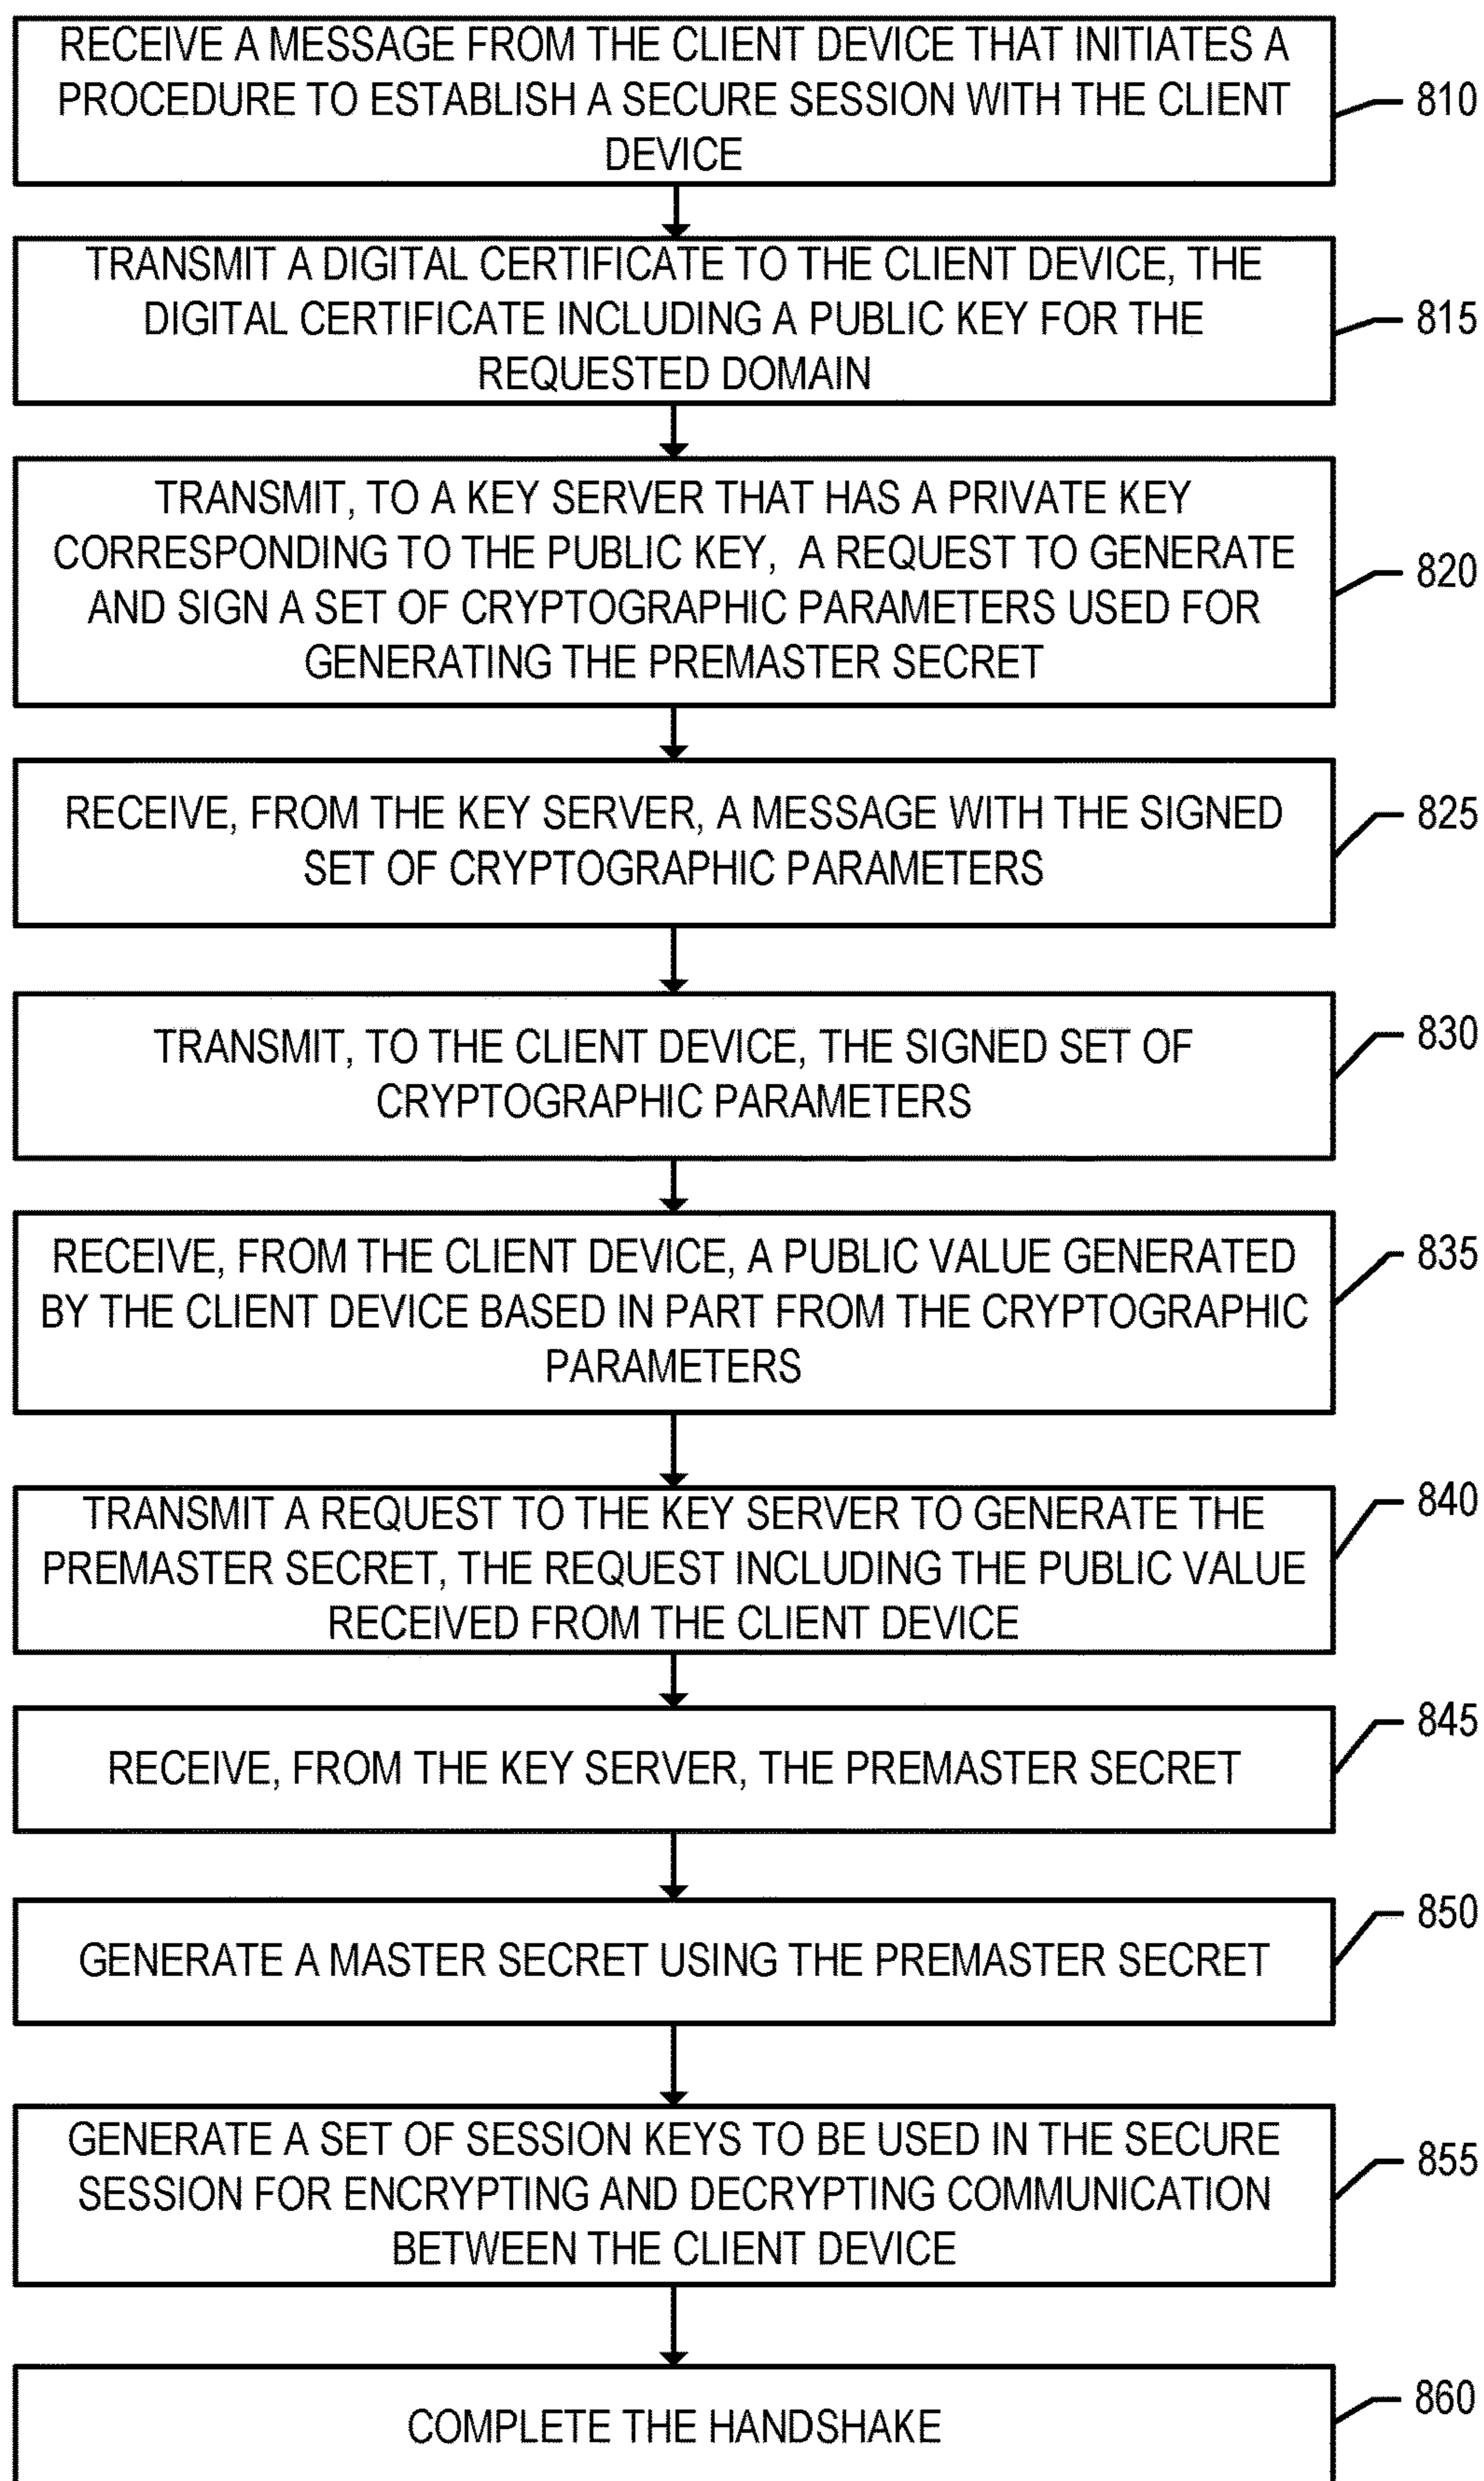 RECEIVE A MESSAGE FROM THE CLIENT DEVICE THAT INITIATES A
PROCEDURE TO ESTABLISH A SECURE SESSION WITH THE CLIENT
DEVICE
810
TRANSMIT A DIGITAL CERTIFICATE TO THE CLIENT DEVICE, THE
DIGITAL CERTIFICATE INCLUDING A PUBLIC KEY FOR THE
REQUESTED DOMAIN
815
TRANSMIT, TO A KEY SERVER THAT HAS A PRIVATE KEY
CORRESPONDING TO THE PUBLIC KEY, A REQUEST TO GENERATE
AND SIGN A SET OF CRYPTOGRAPHIC PARAMETERS USED FOR
GENERATING THE PREMASTER SECRET
820
RECEIVE, FROM THE KEY SERVER, A MESSAGE WITH THE SIGNED
SET OF CRYPTOGRAPHIC PARAMETERS
825
TRANSMIT, TO THE CLIENT DEVICE, THE SIGNED SET OF
CRYPTOGRAPHIC PARAMETERS
830
RECEIVE, FROM THE CLIENT DEVICE, A PUBLIC VALUE GENERATED
BY THE CLIENT DEVICE BASED IN PART FROM THE CRYPTOGRAPHIC
PARAMETERS
835
TRANSMIT A REQUEST TO THE KEY SERVER TO GENERATE THE
PREMASTER SECRET, THE REQUEST INCLUDING THE PUBLIC VALUE
RECEIVED FROM THE CLIENT DEVICE
840
RECEIVE, FROM THE KEY SERVER, THE PREMASTER SECRET
845
GENERATE A MASTER SECRET USING THE PREMASTER SECRET
850
GENERATE A SET OF SESSION KEYS TO BE USED IN THE SECURE
SESSION FOR ENCRYPTING AND DECRYPTING COMMUNICATION
BETWEEN THE CLIENT DEVICE
855
COMPLETE THE HANDSHAKE
860